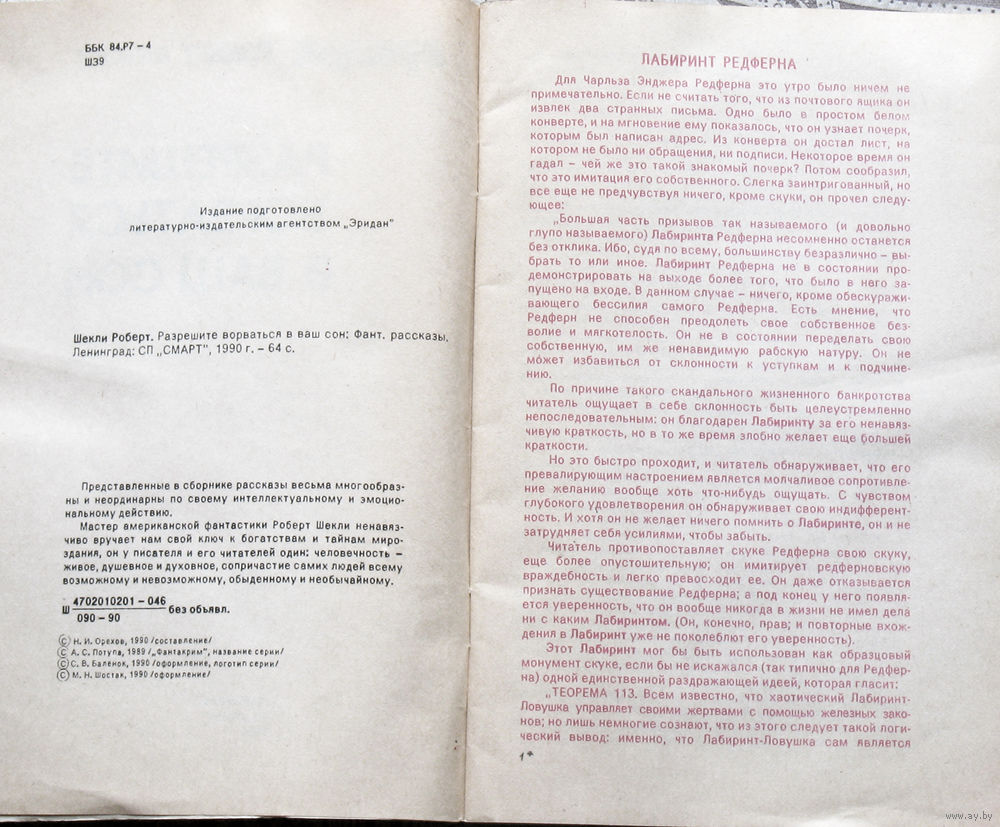 ББК 84.Р7 – 4
Ш39
Издание подготовлено
литературно-издательским агентством „Эридан"
Шекли Роберт. Разрешите ворваться в ваш сон: Фант. рассказы.
Ленинград: СП „СМАРТ", 1990 г. – 64 с.
Представленные в сборнике рассказы весьма многообраз-
ны и неординарны по своему интеллектуальному и эмоцио-
нальному действию.
Мастер американской фантастики Роберт Шекли ненавяз-
чиво вручает нам свой ключ к богатствам и тайнам миро-
здания, он у писателя и его читателей один: человечность –
живое, душевное и духовное, сопричастие самих людей всему
возможному и невозможному, обыденному и необычайному.
Ш 4702010201 – 046
090 – 90 без объявл.
© Н. И. Орехов, 1990 /составление/
© А. С. Потупа, 1989 /„Фантакрим", название серии/
© С. В. Баленок, 1990 /оформление, логотип серии/
© М. Н. Шостак, 1990 /оформление/
ЛАБИРИНТ РЕДФЕРНА
Для Чарльза Энджера Редферна это утро было ничем не
примечательно. Если не считать того, что из почтового ящика он
извлек два странных письма. Одно было в простом белом
конверте, и на мгновение ему показалось, что он узнает почерк,
которым был написан адрес. Из конверта он достал лист, на
котором не было ни обращения, ни подписи. Некоторое время он
гадал – чей же это такой знакомый почерк? Потом сообразил,
что это имитация его собственного. Слегка заинтригованный, но
все еще не предчувствуя ничего, кроме скуки, он прочел следу-
ющее:
„Большая часть призывов так называемого (и довольно
глупо называемого) Лабиринта Редферна несомненно останется
без отклика. Ибо, судя по всему, большинству безразлично – вы-
брать то или иное. Лабиринт Редферна не в состоянии про-
демонстрировать на выходе более того, что было в него за-
пущено на входе. В данном случае – ничего, кроме обескуражи-
вающего бессилия самого Редферна. Есть мнение, что
Редферн не способен преодолеть свое собственное без-
волие и мягкотелость. Он не в состоянии переделать свою
собственную, им же ненавидимую рабскую натуру. Он не
может избавиться от склонности к уступкам и к подчине-
нию.
По причине такого скандального жизненного банкротства
читатель ощущает в себе склонность быть целеустремленно
непоследовательным: он благодарен Лабиринту за его ненавяз-
чивую краткость, но в то же время злобно желает еще большей
краткости.
Но это быстро проходит, и читатель обнаруживает, что его
превалирующим настроением является молчаливое сопротивле-
ние желанию вообще хоть что-нибудь ощущать. С чувством
глубокого удовлетворения он обнаруживает свою индифферент-
ность. И хотя он не желает ничего помнить о Лабиринте, он и не
затрудняет себя усилиями, чтобы забыть.
Читатель противопоставляет скуке Редферна свою скуку,
еще более опустошительную; он имитирует редферновскую
враждебность и легко превосходит ее. Он даже отказывается
признать существование Редферна; а под конец у него появля-
ется уверенность, что он вообще никогда в жизни не имел дела
ни с каким Лабиринтом. (Он, конечно, прав; и повторные вхож-
дения в Лабиринт уже не поколеблют его уверенность).
Этот Лабиринт мог бы быть использован как образцовый
монумент скуке, если бы не искажался (так типично для Редфер-
на) одной единственной раздражающей идеей, которая гласит:
„ТЕОРЕМА 113. Всем известно, что хаотический Лабиринт-
Ловушка управляет своими жертвами с помощью железных зако-
нов; но лишь немногие сознают, что из этого следует такой логи-
ческий вывод: именно, что Лабиринт-Ловушка сам является
1*
www.ay.by